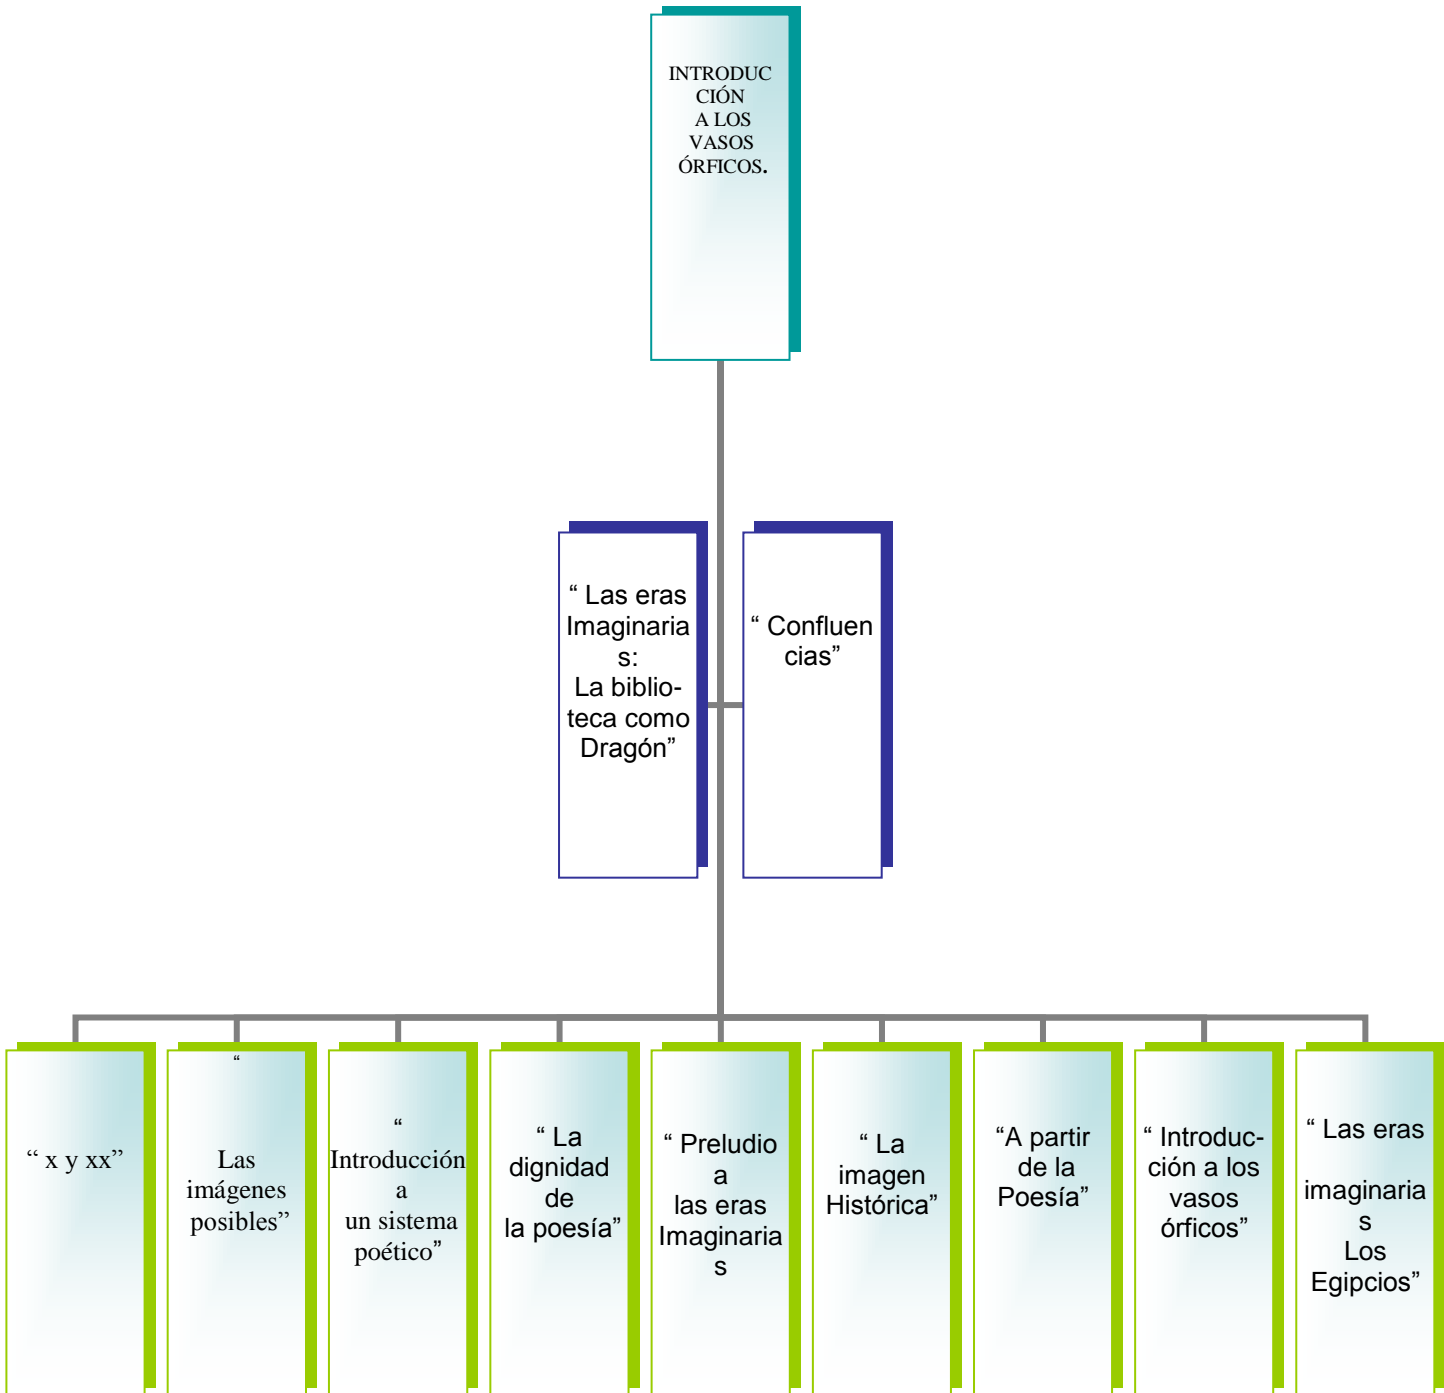 INTRODUC
CIÓN
A LOS
VASOS
ÓRFICOS.
“ Las eras
Imaginaria
s:
La biblio-
teca como
Dragón”
“ Confluen
cias”
“ x y xx”
“
Las
imágenes
posibles”
“
Introducción
a
un sistema
poético”
“ La
dignidad
de
la poesía”
“ Preludio
a
las eras
Imaginaria
s
“ La
imagen
Histórica”
“A partir
de la
Poesía”
“ Introduc-
ción a los
vasos
órficos”
“ Las eras
imaginaria
s
Los
Egipcios”